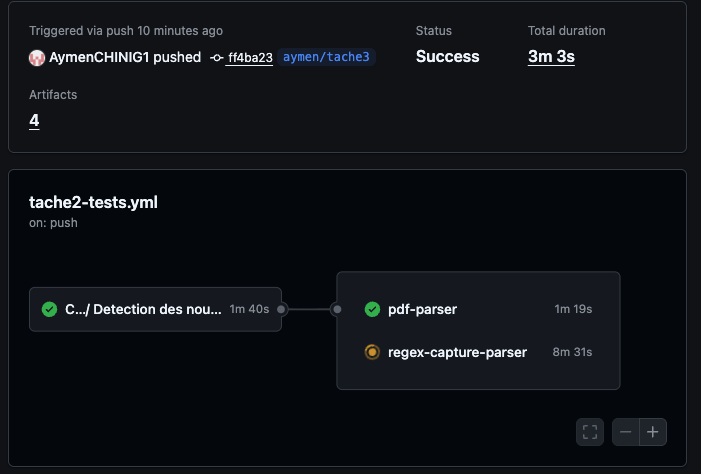 Triggered via push 10 minutes ago
AymenCHINIG1 pushed ff4ba23 aymen/tache3
Status
Success
Total duration
3m 3s
Artifacts
4
tache2-tests.yml
on: push
C.../ Detection des nou... 1m 40s
pdf-parser 1m 19s
regex-capture-parser 8m 31s